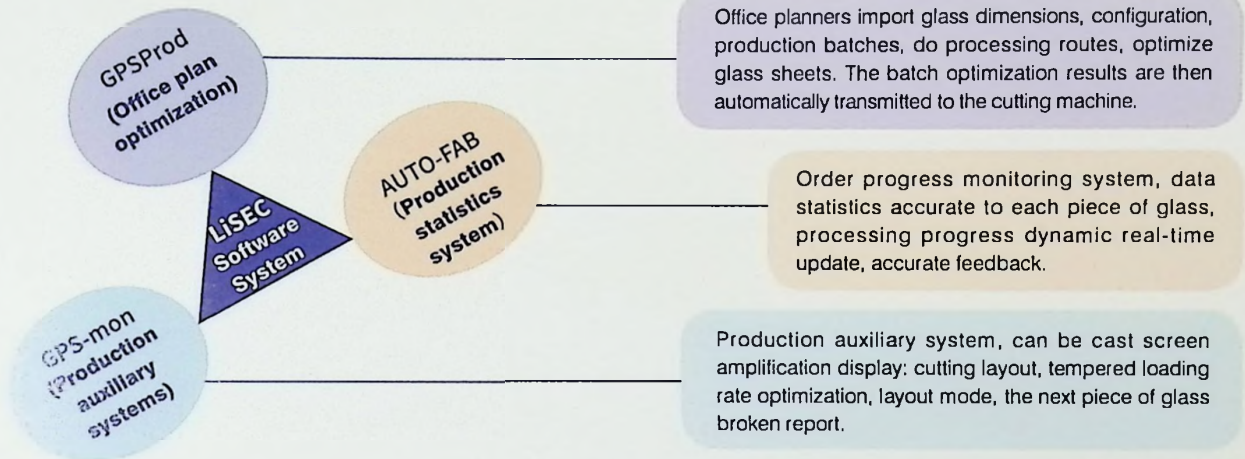 GPSProd
(Office plan
optimization)
Office planners import glass dimensions, configuration,
production batches, do processing routes, optimize
glass sheets. The batch optimization results are then
automatically transmitted to the cutting machine.
AUTO-FAB
(Production
statistics
system)
Order progress monitoring system, data
statistics accurate to each piece of glass,
processing progress dynamic real-time
update, accurate feedback.
LiSEC
Software
System
GPS-mon
(Production
auxiliary
systems)
Production auxiliary system, can be cast screen
amplification display: cutting layout, tempered loading
rate optimization, layout mode, the next piece of glass
broken report.